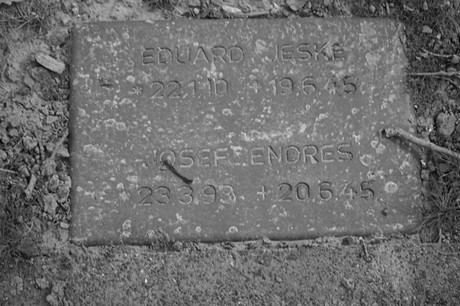 EDUARD JESKE
* 22.1.10 + 19.6.45
JOSEF ENDRES
23.3.93 + 20.6.45